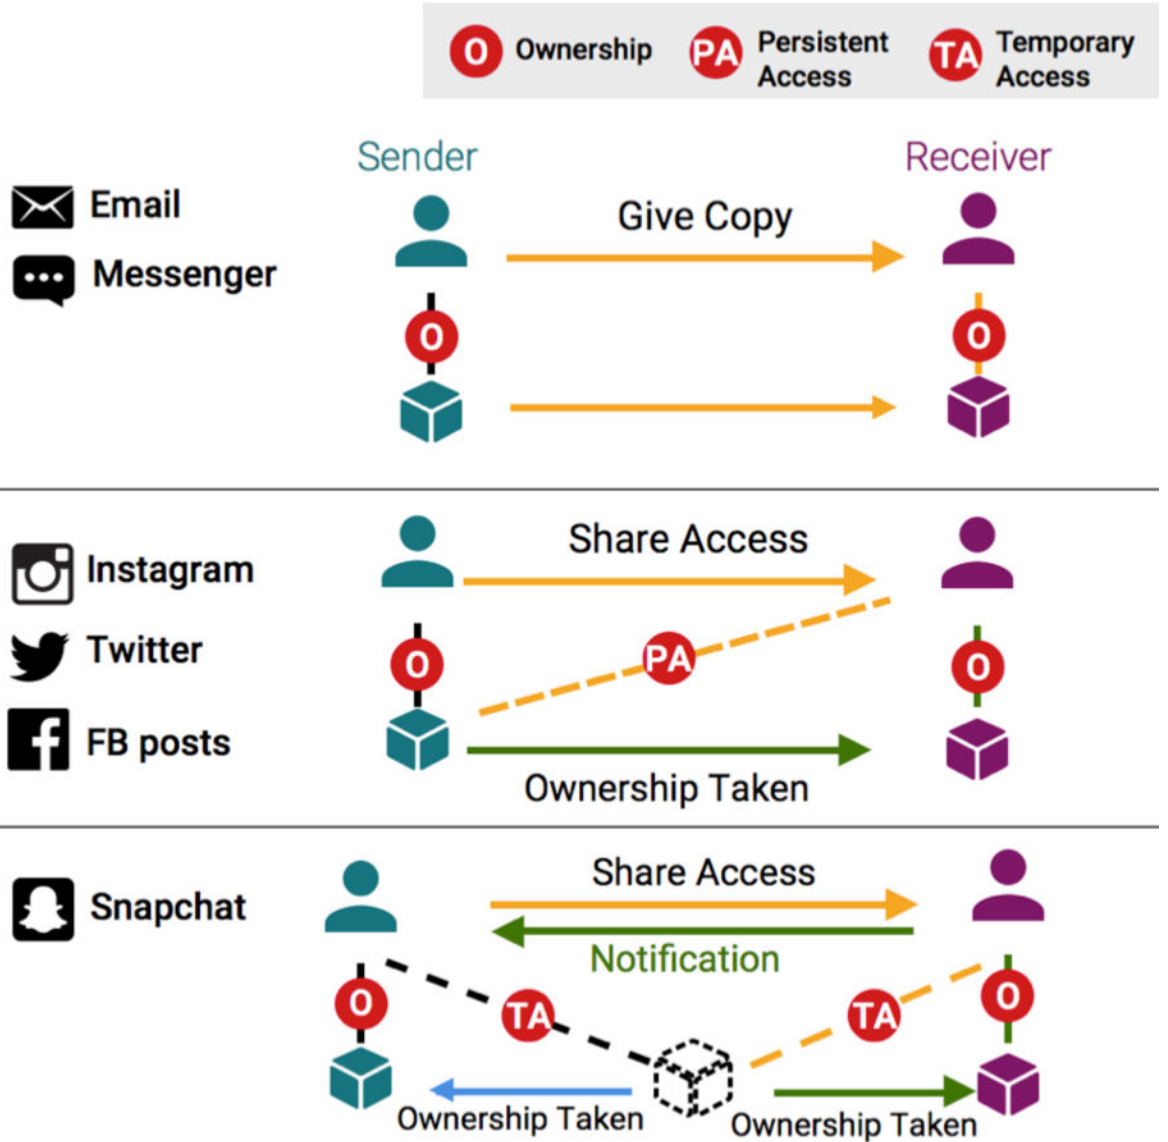 O Ownership PA Persistent Access TA Temporary Access
Sender Receiver
Email
Give Copy
Messenger
O O
Share Access
Instagram
Twitter
O PA O
FB posts
Ownership Taken
Share Access
Snapchat
Notification
O TA TA O
Ownership Taken Ownership Taken